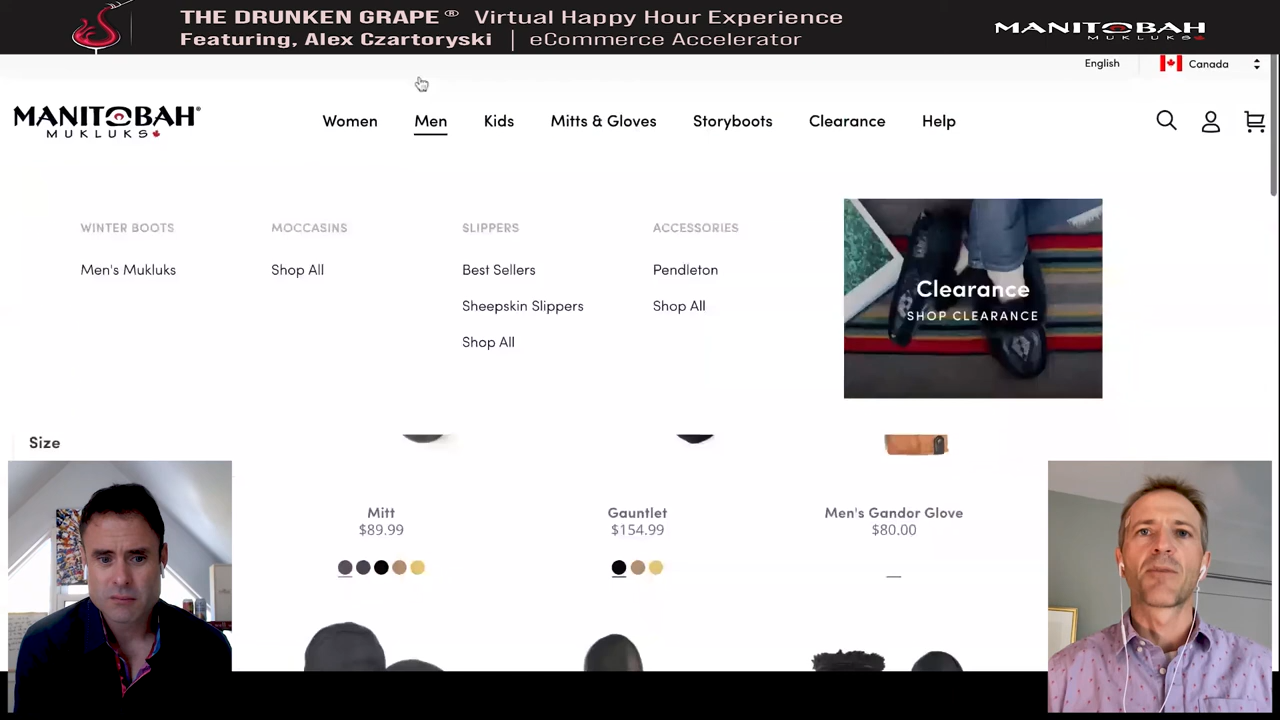 THE DRUNKEN GRAPE® Virtual Happy Hour Experience
Featuring, Alex Czartoryski | eCommerce Accelerator
MANITOBAH
MUKLUKS
English
Canada
MANITOBAH®
MUKLUKS
Women
Men
Kids
Mitts & Gloves
Storyboots
Clearance
Help
WINTER BOOTS
Men's Mukluks
MOCCASINS
Shop All
SLIPPERS
Best Sellers
Sheepskin Slippers
Shop All
ACCESSORIES
Pendleton
Shop All
Clearance
SHOP CLEARANCE
Size
Mitt
$89.99
Gauntlet
$154.99
Men's Gandor Glove
$80.00